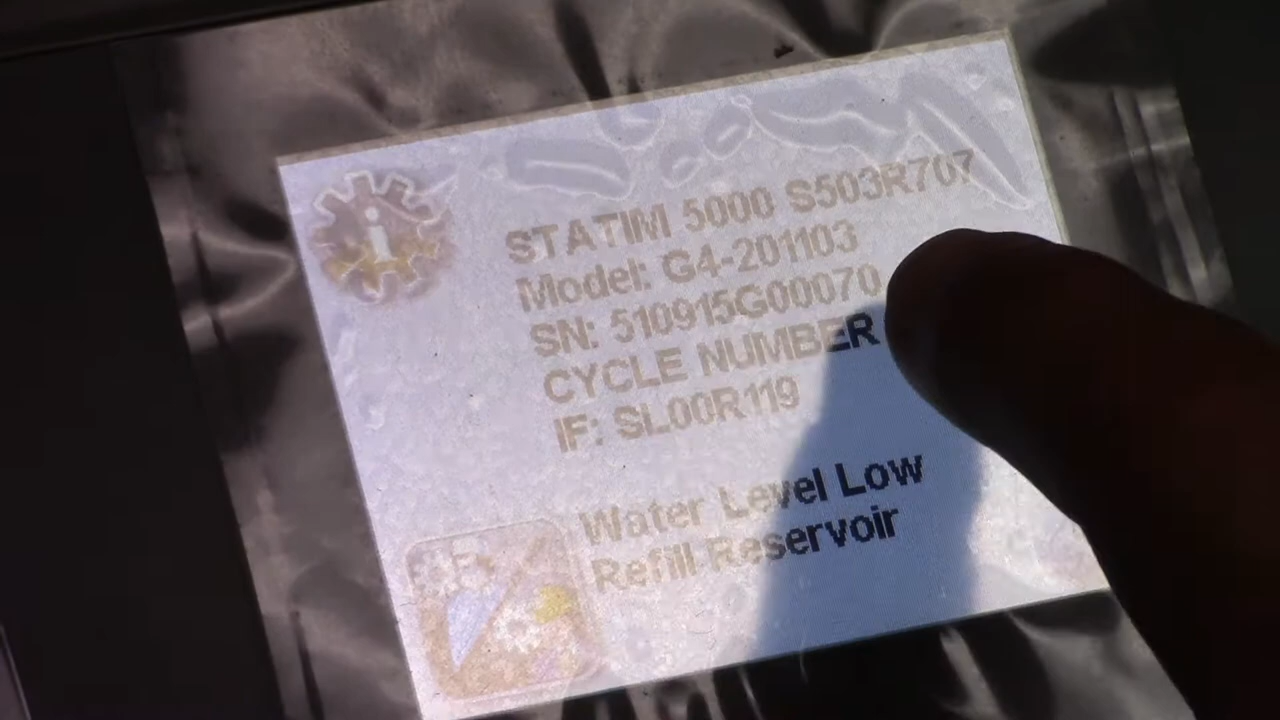 STATIM 5000 S503R707
Model: G4-201103
SN: 510915G00070
CYCLE NUMBER
IF: SL00R119
Water Level Low
Refill Reservoir